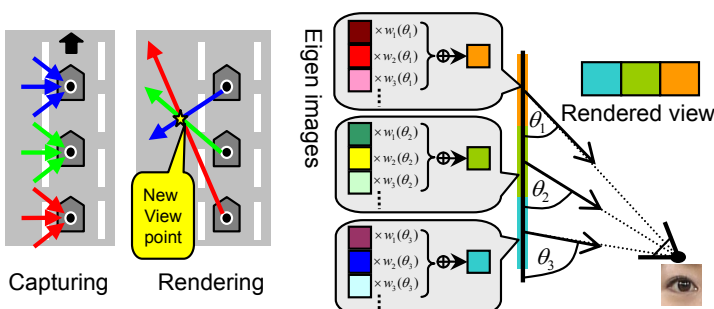 New
View
point
Capturing
Rendering
Eigen images
× w₁(θ₁)
× w₂(θ₁)
× w₃(θ₁)
× w₁(θ₂)
× w₂(θ₂)
× w₃(θ₂)
× w₁(θ₃)
× w₂(θ₃)
× w₃(θ₃)
θ₁
θ₂
θ₃
Rendered view